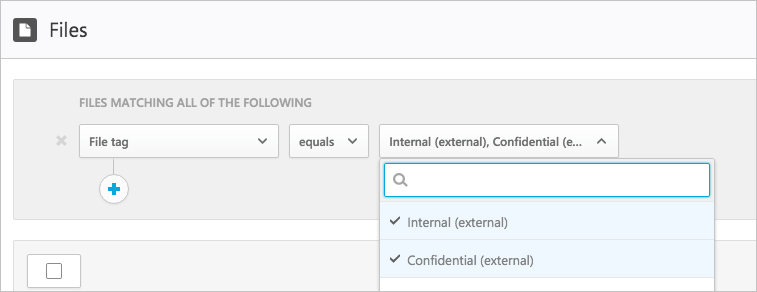 Files
FILES MATCHING ALL OF THE FOLLOWING
File tag
equals
Internal (external), Confidential (e...
Internal (external)
Confidential (external)